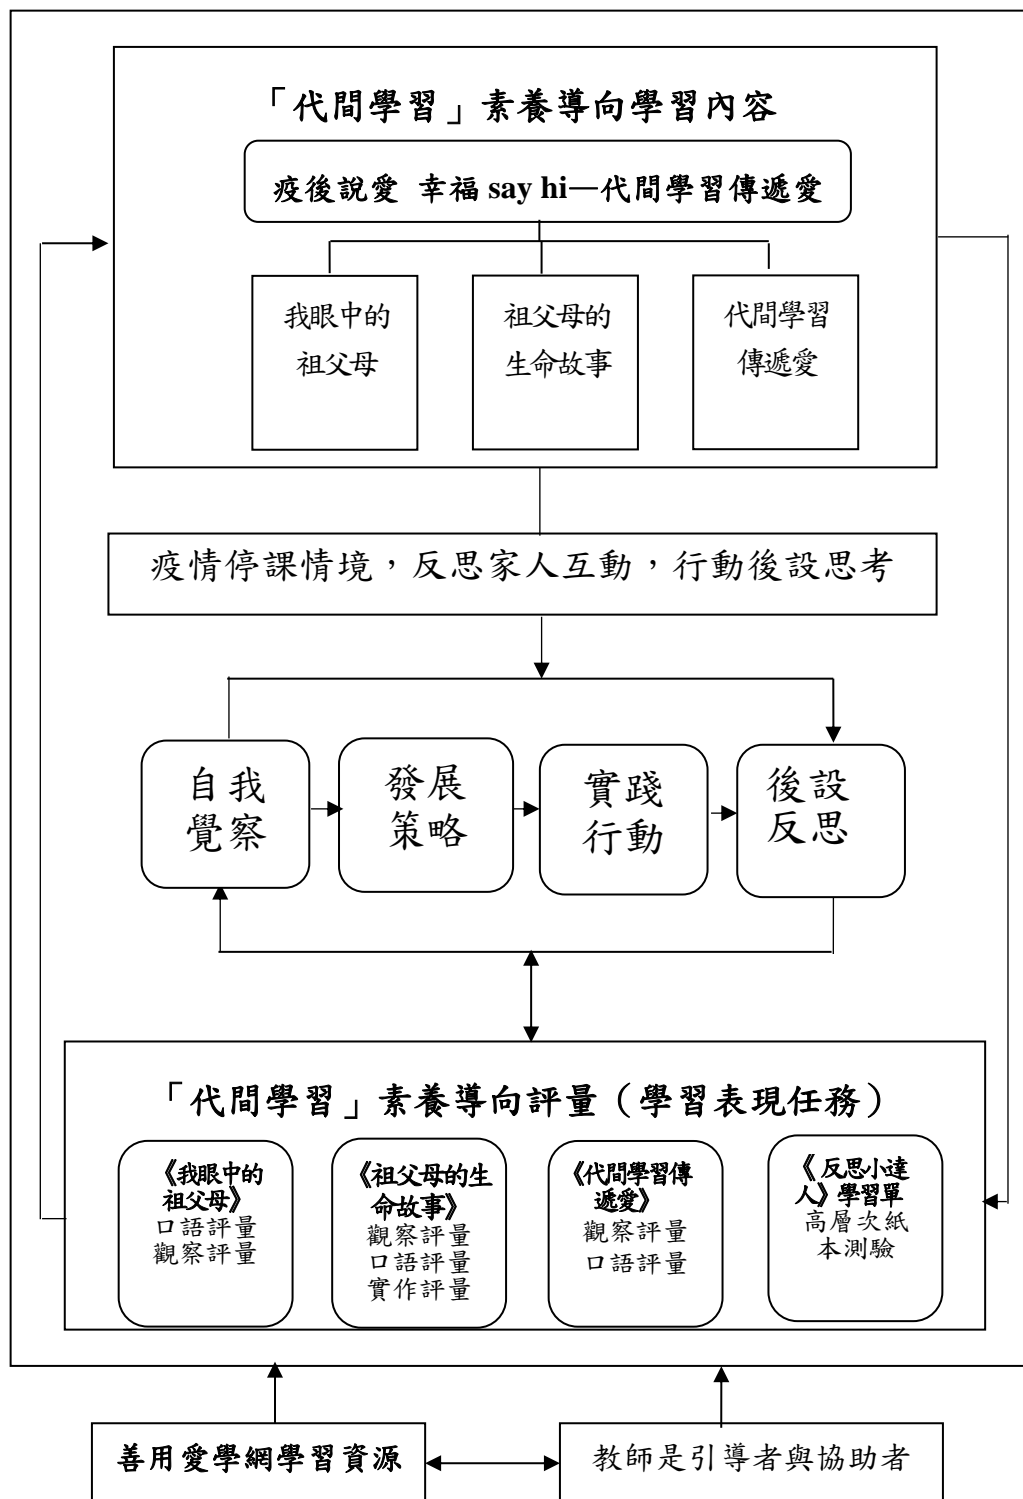 「代間學習」素養導向學習內容
疫後說愛 幸福 say hi—代間學習傳遞愛
我眼中的
祖父母
祖父母的
生命故事
代間學習
傳遞愛
疫情停課情境，反思家人互動，行動後設思考
自我
覺察
發展
策略
實踐
行動
後設
反思
「代間學習」素養導向評量（學習表現任務）
《我眼中的
祖父母》
口語評量
觀察評量
《祖父母的生
命故事》
觀察評量
口語評量
實作評量
《代間學習傳
遞愛》
觀察評量
口語評量
《反思小達
人》學習單
高層次紙
本測驗
善用愛學網學習資源
教師是引導者與協助者